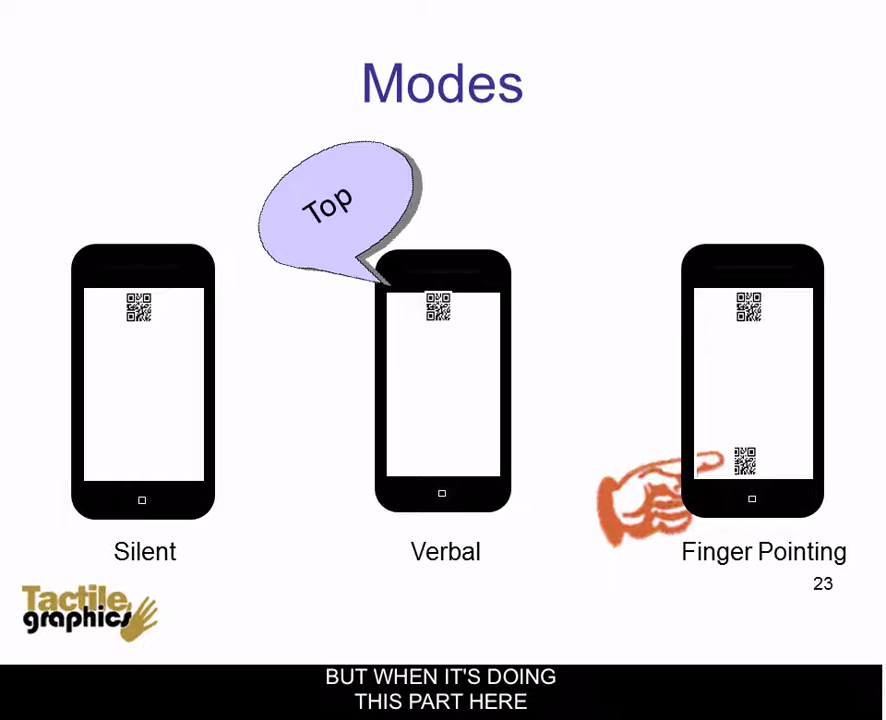 Modes
Top
Silent
Verbal
Finger Pointing
23
Tactile
graphics
BUT WHEN IT'S DOING
THIS PART HERE